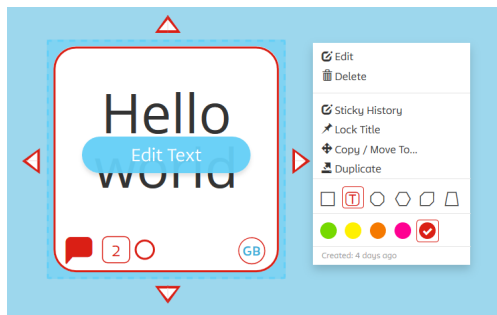 Hello
world
Edit Text
2
GB
Edit
Delete
Sticky History
Lock Title
Copy / Move To...
Duplicate
T
Created: 4 days ago